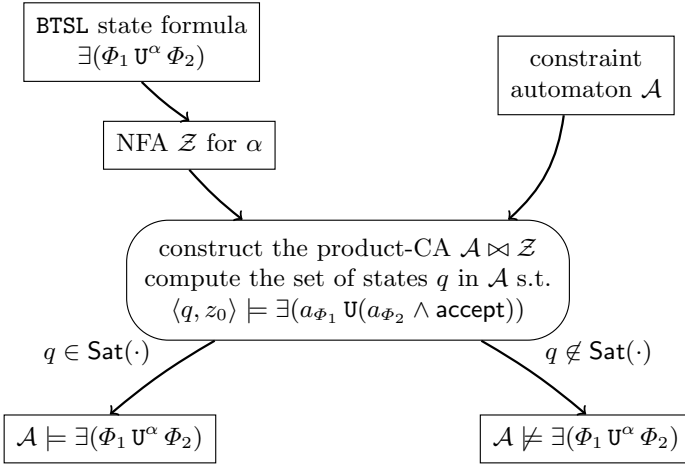 BTSL state formula
∃(Φ₁ U^α Φ₂)
constraint
automaton 𝒜
NFA 𝒵 for α
construct the product-CA 𝒜 ⋈ 𝒵
compute the set of states q in 𝒜 s.t.
⟨q, z₀⟩ ⊨ ∃(a_Φ₁ U(a_Φ₂ ∧ accept))
q ∈ Sat(·)
q ∉ Sat(·)
𝒜 ⊨ ∃(Φ₁ U^α Φ₂)
𝒜 ⊭ ∃(Φ₁ U^α Φ₂)